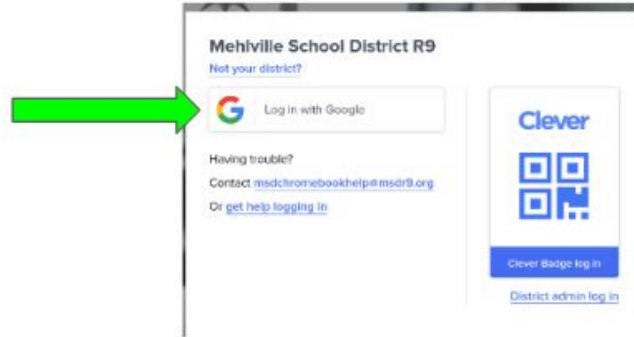 Mehlville School District R9
Not your district?
Log in with Google
Having trouble?
Contact msdchromebookhelp@msdr9.org
Or get help logging in
Clever
Clever Badge log in
District admin log in